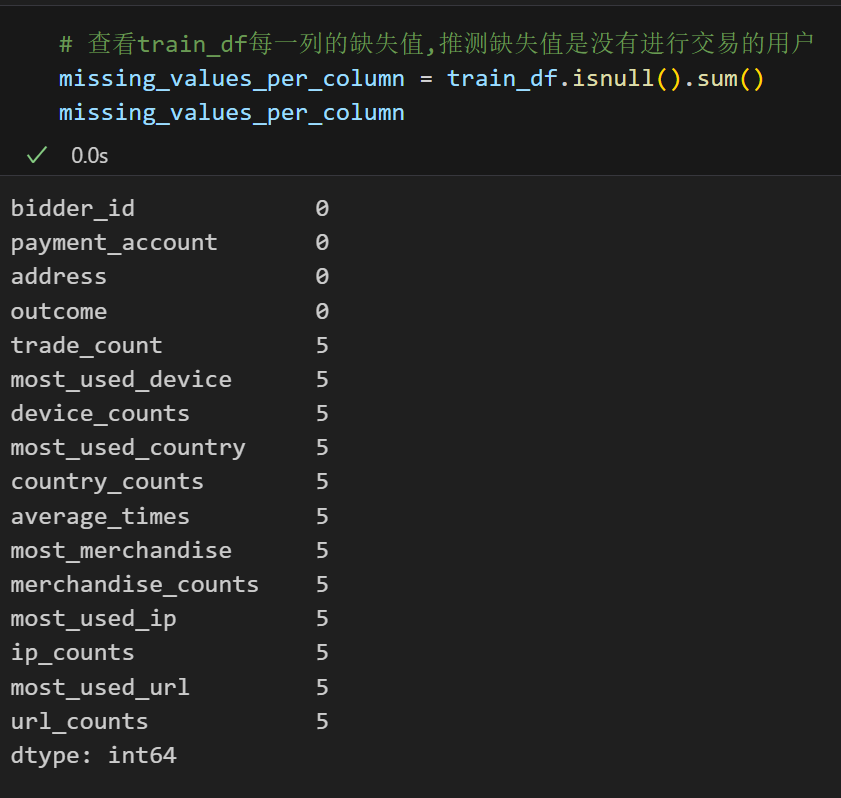 # 查看train_df每一列的缺失值,推测缺失值是没有进行交易的用户
missing_values_per_column = train_df.isnull().sum()
missing_values_per_column
0.0s
bidder_id 0
payment_account 0
address 0
outcome 0
trade_count 5
most_used_device 5
device_counts 5
most_used_country 5
country_counts 5
average_times 5
most_merchandise 5
merchandise_counts 5
most_used_ip 5
ip_counts 5
most_used_url 5
url_counts 5
dtype: int64